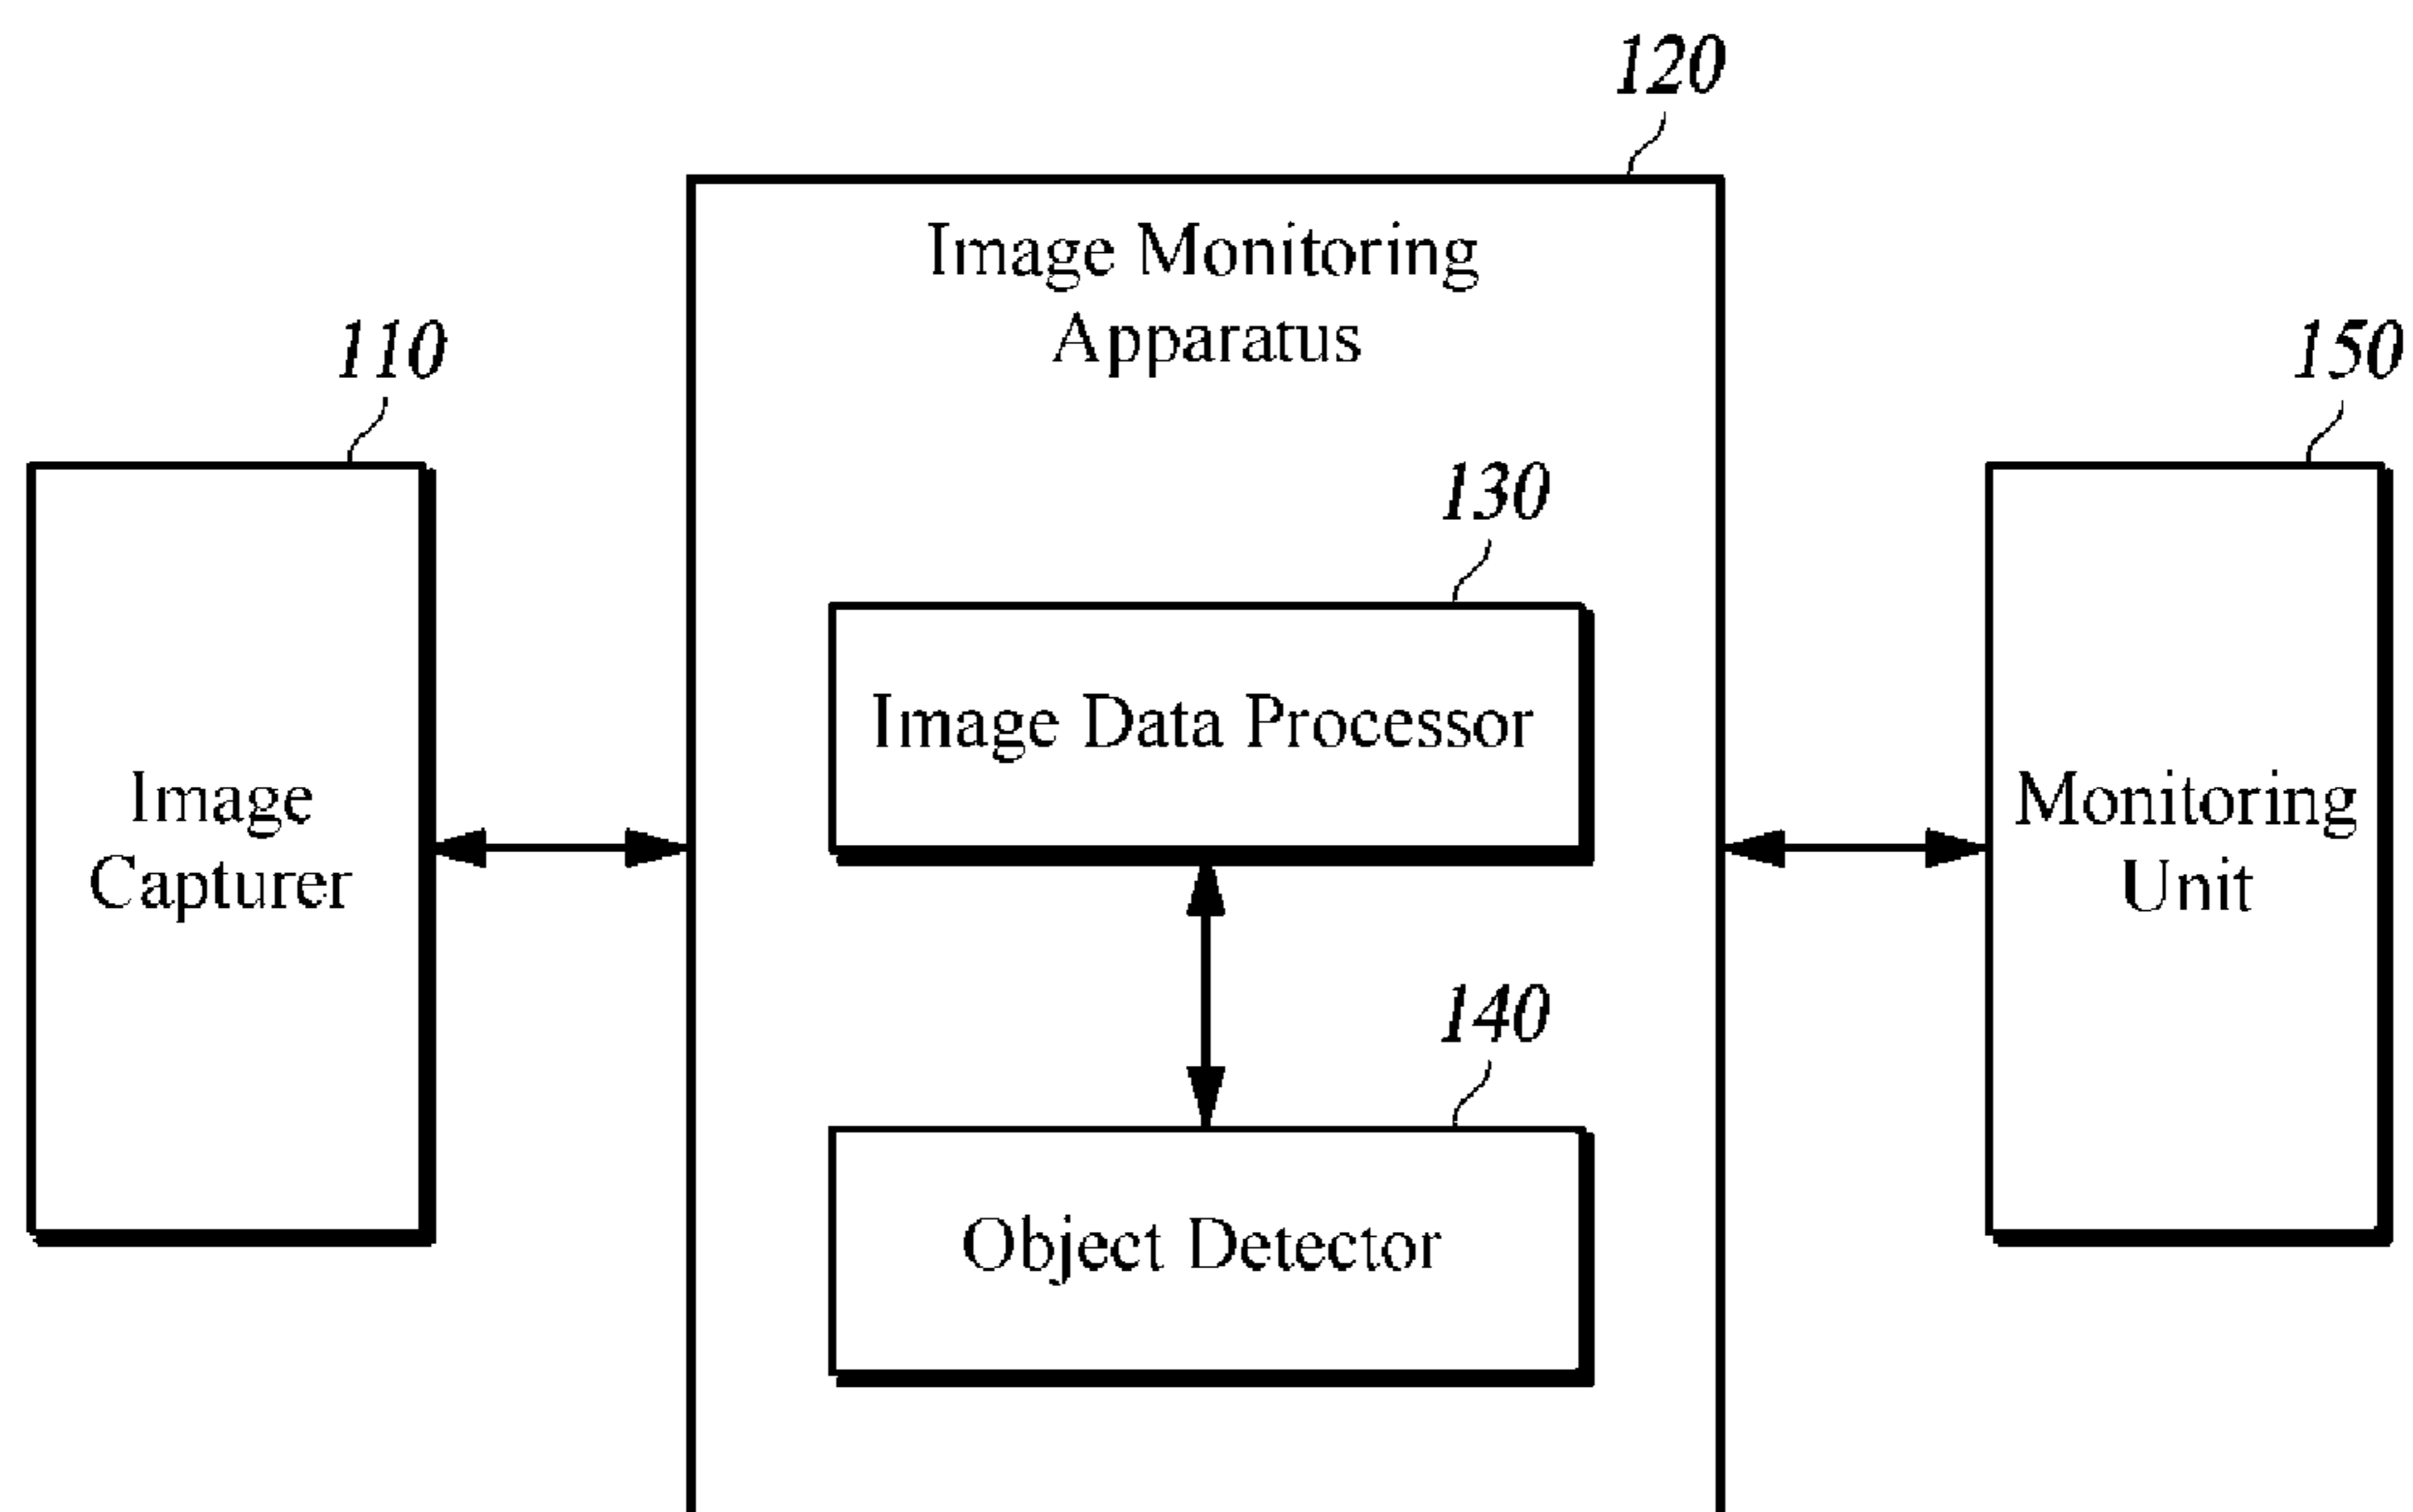 120
Image Monitoring
Apparatus
110
150
130
Image Data Processor
Image
Capturer
Monitoring
Unit
140
Object Detector